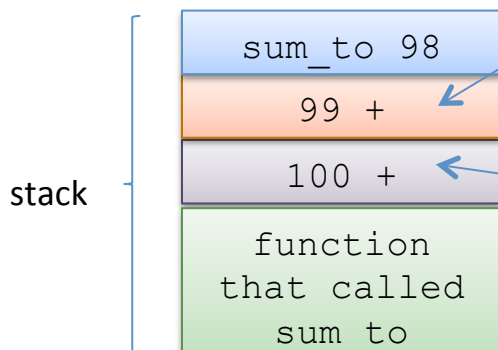 sum_to 98
99 +
100 +
stack
function
that called
sum to